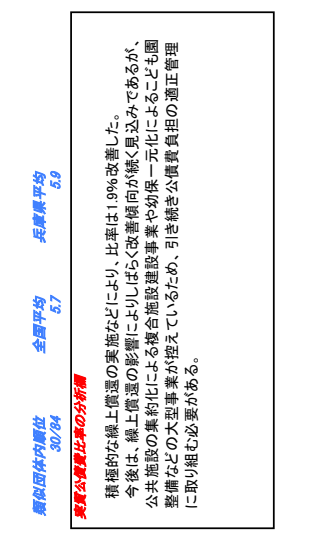 類似団体内順位 全国平均 兵庫県平均
30/84 5.7 5.9
実質公債費比率の分析欄
積極的な繰上償還の実施などにより、比率は1.9%改善した。
今後は、繰上償還の影響によりしばらく改善傾向が続く見込みであるが、
公共施設の集約化による複合施設建設事業や幼保一元化によるこども園
整備などの大型事業が控えているため、引き続き公債費負担の適正管理
に取り組む必要がある。